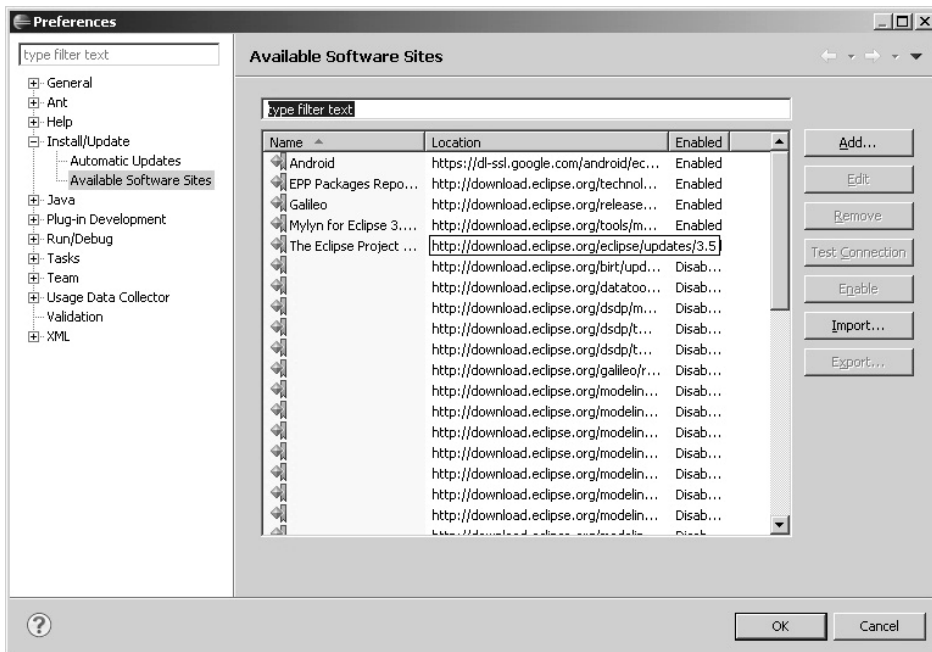 Preferences
type filter text
General
Ant
Help
Install/Update
Automatic Updates
Available Software Sites
Java
Plug-in Development
Run/Debug
Tasks
Team
Usage Data Collector
Validation
XML
Available Software Sites
type filter text
Name Location Enabled
Android https://dl-ssl.google.com/android/ec... Enabled
EPP Packages Repo... http://download.eclipse.org/technol... Enabled
Galileo http://download.eclipse.org/release... Enabled
Mylyn for Eclipse 3.... http://download.eclipse.org/tools/m... Enabled
The Eclipse Project ... http://download.eclipse.org/eclipse/updates/3.5
http://download.eclipse.org/birt/upd... Disab...
http://download.eclipse.org/datatoo... Disab...
http://download.eclipse.org/dsdp/m... Disab...
http://download.eclipse.org/dsdp/t... Disab...
http://download.eclipse.org/dsdp/t... Disab...
http://download.eclipse.org/galileo/r... Disab...
http://download.eclipse.org/modelin... Disab...
http://download.eclipse.org/modelin... Disab...
http://download.eclipse.org/modelin... Disab...
http://download.eclipse.org/modelin... Disab...
http://download.eclipse.org/modelin... Disab...
http://download.eclipse.org/modelin... Disab...
http://download.eclipse.org/modelin... Disab...
Add...
Edit
Remove
Test Connection
Enable
Import...
Export...
OK
Cancel